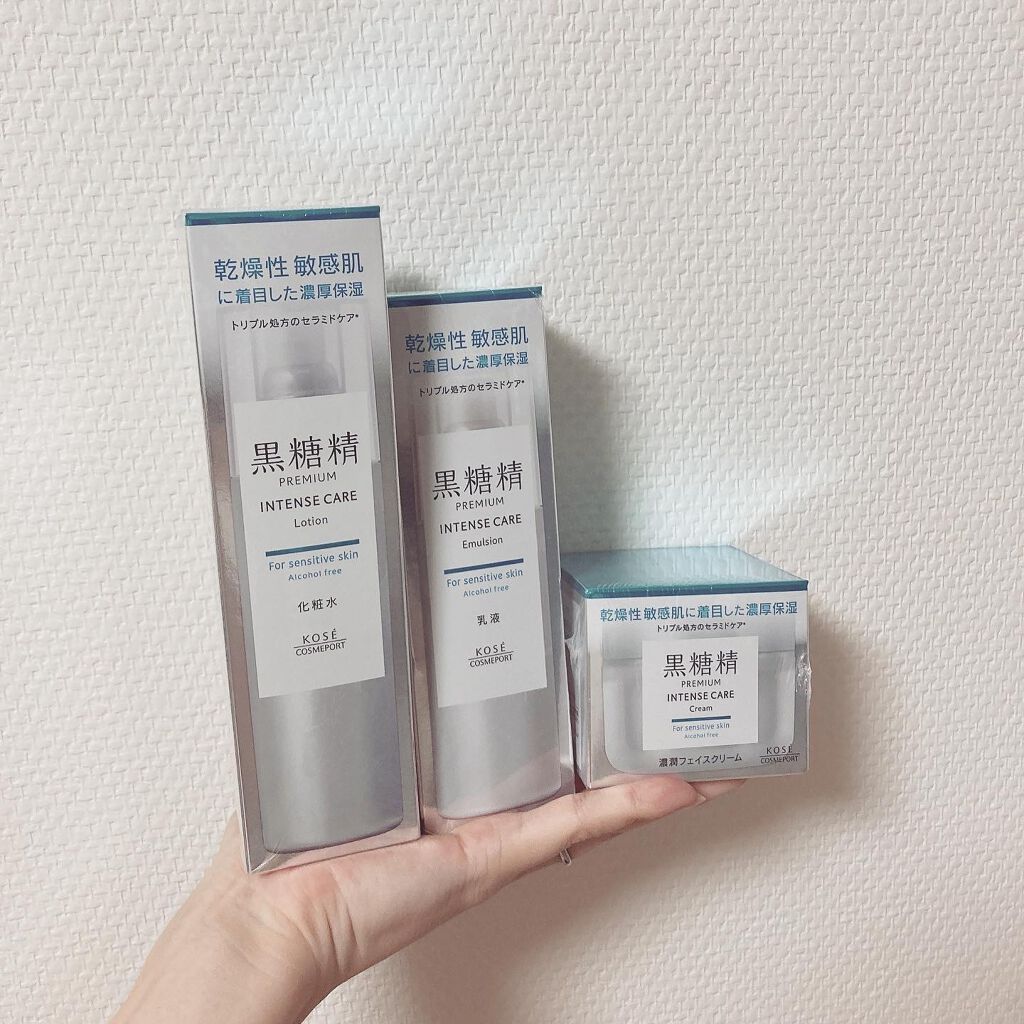 乾燥性 敏感肌
に着目した濃厚保湿
トリプル処方のセラミドケア*
黒糖精
PREMIUM
INTENSE CARE
Lotion
For sensitive skin
Alcohol free
化粧水
KOSÉ
COSMEPORT
乾燥性 敏感肌
に着目した濃厚保湿
トリプル処方のセラミドケア*
黒糖精
PREMIUM
INTENSE CARE
Emulsion
For sensitive skin
Alcohol free
乳液
KOSÉ
COSMEPORT
乾燥性敏感肌に着目した濃厚保湿
トリプル処方のセラミドケア*
黒糖精
PREMIUM
INTENSE CARE
Cream
For sensitive skin
Alcohol free
濃潤フェイスクリーム
KOSÉ
COSMEPORT